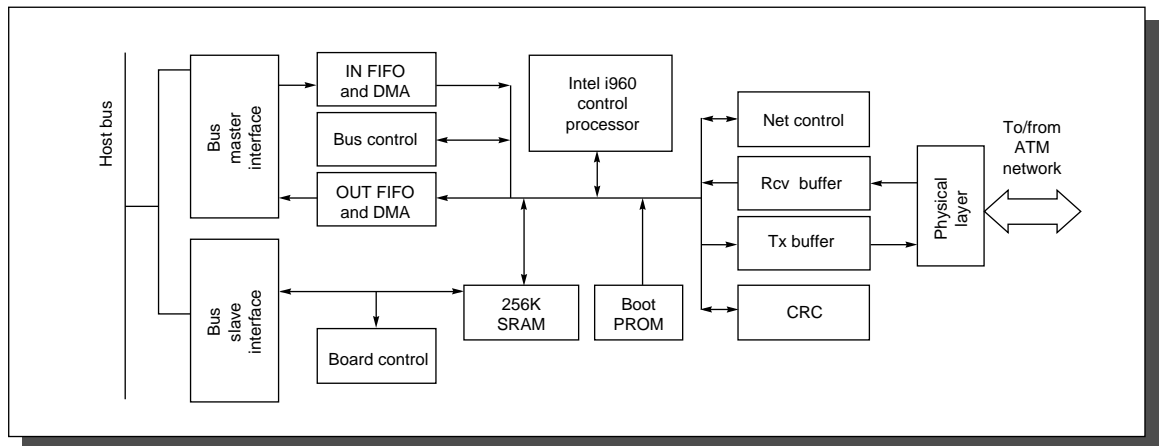 Host bus
Bus
master
interface
IN FIFO
and DMA
Bus control
OUT FIFO
and DMA
Intel i960
control
processor
Net control
Rcv buffer
Tx buffer
CRC
Physical
layer
To/from
ATM
network
Bus
slave
interface
Board control
256K
SRAM
Boot
PROM